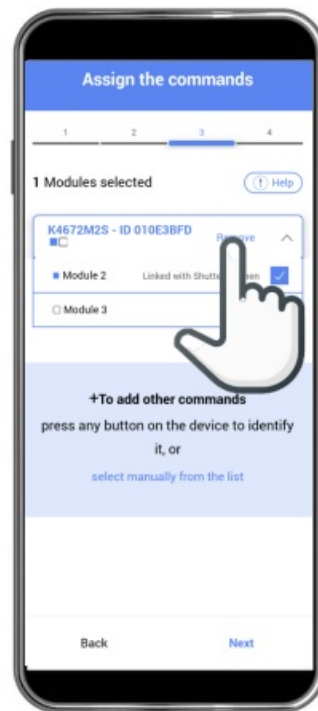 Assign the commands
1 2 3 4
1 Modules selected
Help
K4672M2S - ID 010E3BFD
Module 2 Linked with
Module 3
+To add other commands
press any button on the device to identify
it, or
select manually from the list
Back Next